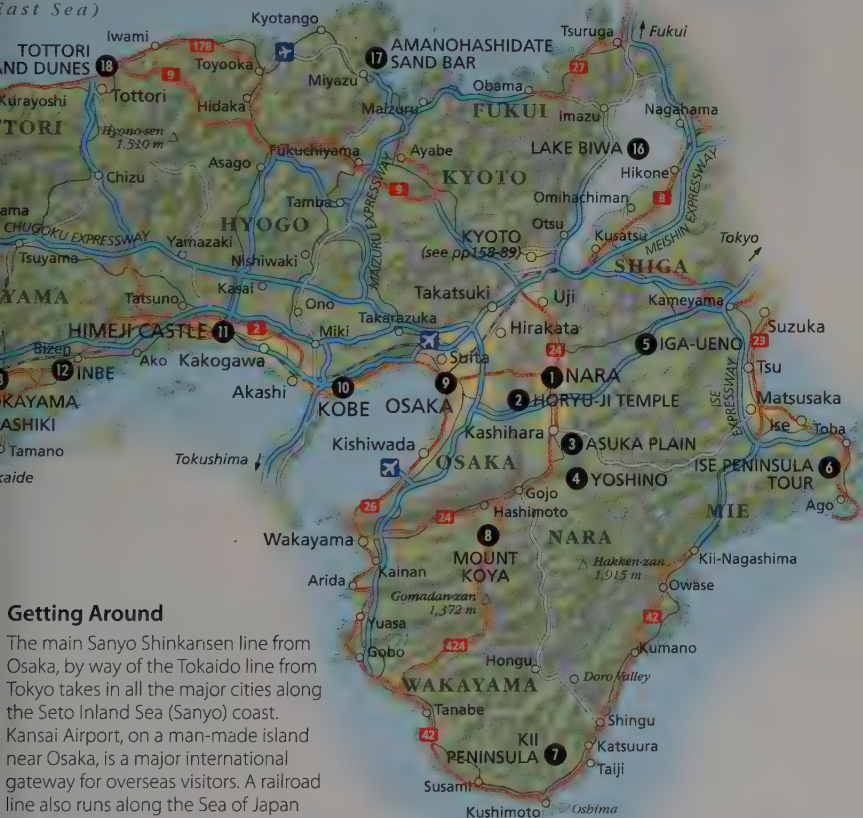 East Sea)
Kyotango
Tsuruga
Fukui
Iwami
178
TOTTORI
AND DUNES 18
17 AMANOHASHIDATE
SAND BAR
Toyooka
9
27
Miyazu
Obama
Kurayoshi
Tottori
Hidaka
Maizuru
FUKUI
Imazu
Nagahama
TTORI
Hyono-sen
1,510 m
LAKE BIWA 16
Asago
Fukuchiyama
Ayabe
Chizu
KYOTO
Hikone
9
Tamba
Omihachiman
8
ama
CHUGOKU EXPRESSWAY
HYOGO
MAIZURU EXPRESSWAY
Otsu
MEISHIN EXPRESSWAY
Yamazaki
KYOTO
(see pp158-89)
Kusatsu
Tokyo
Tsuyama
Nishiwaki
SHIGA
Kasai
YAMA
Tatsuno
Ono
Takatsuki
Uji
Kameyama
Takarazuka
HIMEJI CASTLE 11
2
Miki
Hirakata
Suzuka
Bizen
24
5 IGA-UENO
23
Ako
Kakogawa
Suita
12 INBE
1 NARA
Tsu
Akashi
10
KOBE
9
OSAKA
2 HORYU-JI TEMPLE
ISE EXPRESSWAY
Matsusaka
OKAYAMA
ASHIKI
Kashihara
Ise
Toba
Tamano
Kishiwada
3 ASUKA PLAIN
Tokushima
OSAKA
ISE PENINSULA 6
TOUR
kaide
4 YOSHINO
Gojo
Ago
26
24
Hashimoto
MIE
Wakayama
8
MOUNT
KOYA
NARA
Kii-Nagashima
Kainan
Hakken-zan
1,915 m
Arida
Gomadan-zan
1,372 m
Owase
Yuasa
42
424
Gobo
Kumano
Hongu
Doro Valley
WAKAYAMA
Tanabe
Shingu
42
KII
PENINSULA 7
Katsuura
Taiji
Susami
Kushimoto
Oshima
Getting Around
The main Sanyo Shinkansen line from
Osaka, by way of the Tokaido line from
Tokyo takes in all the major cities along
the Seto Inland Sea (Sanyo) coast.
Kansai Airport, on a man-made island
near Osaka, is a major international
gateway for overseas visitors. A railroad
line also runs along the Sea of Japan